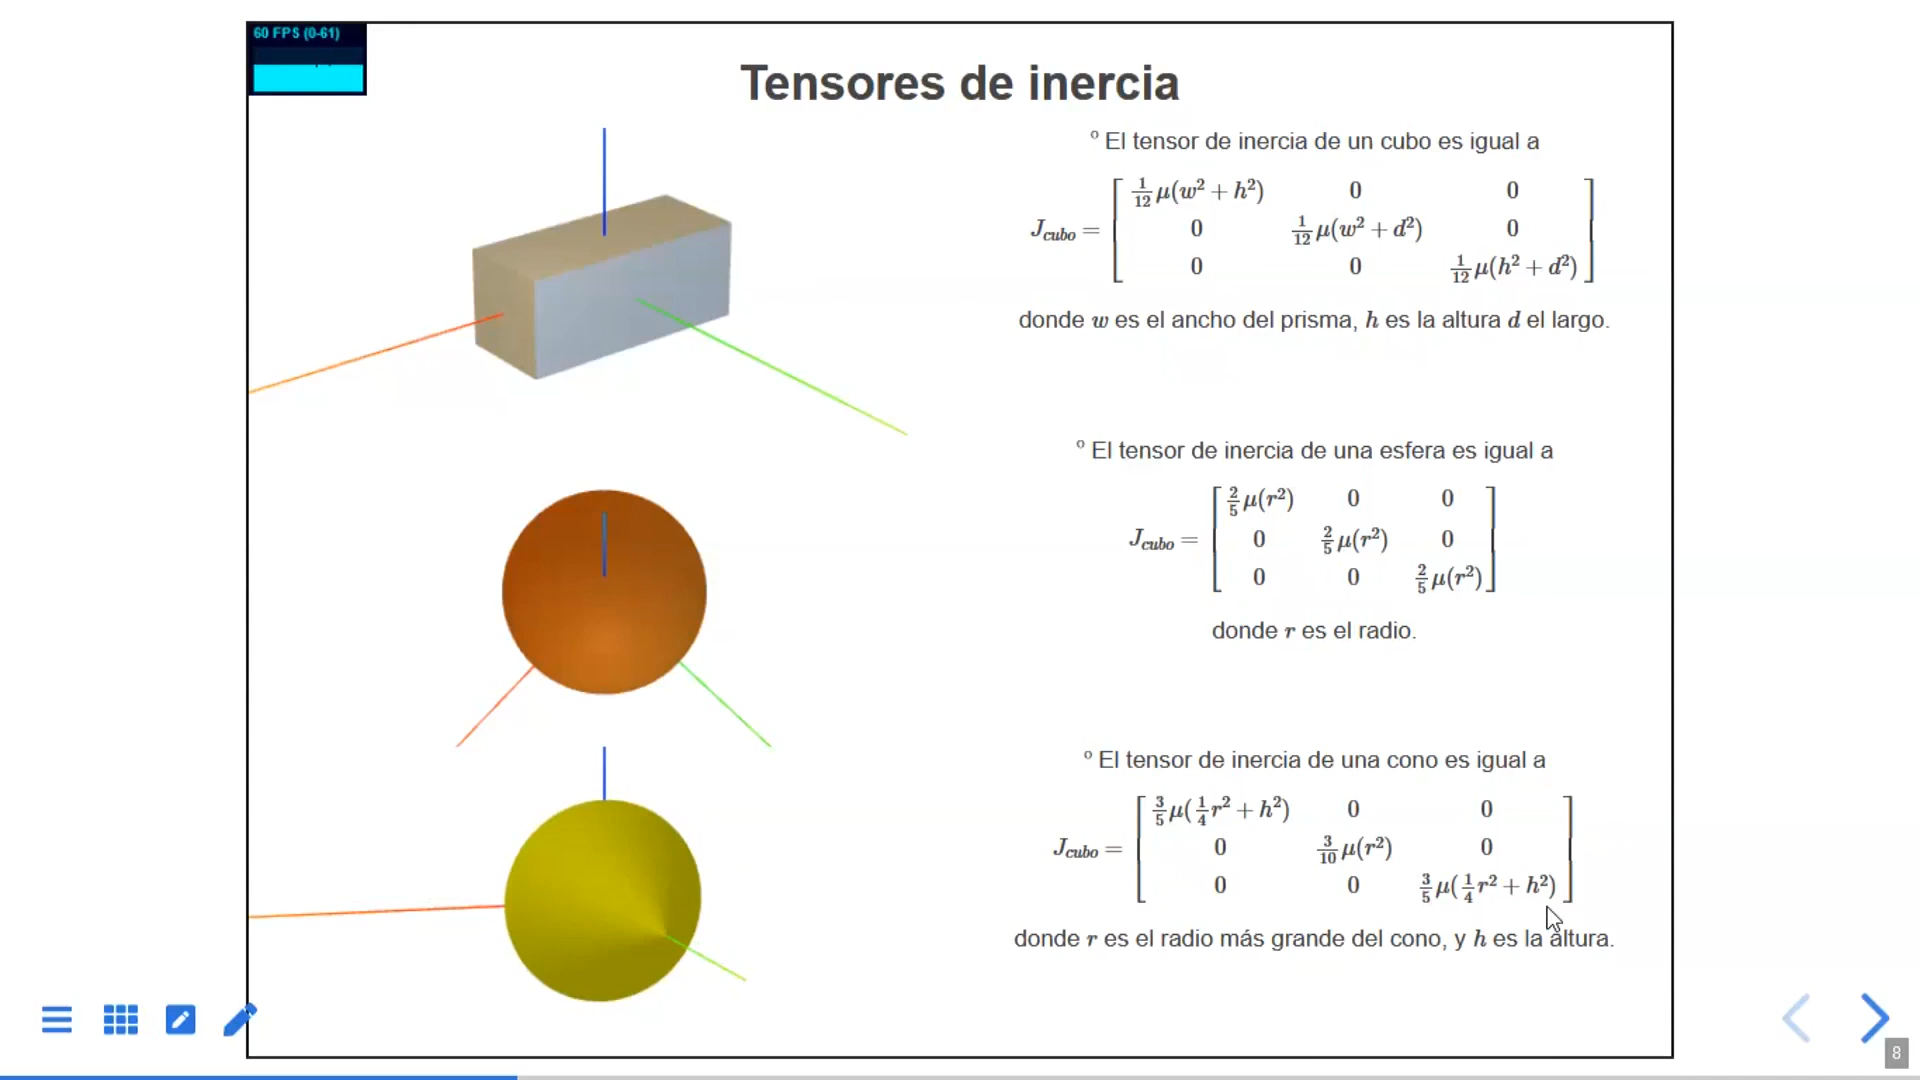 60 FPS (0-61)
Tensores de inercia
° El tensor de inercia de un cubo es igual a
1/12 μ(w² + h²) 0 0
J_cubo = 0 1/12 μ(w² + d²) 0
0 0 1/12 μ(h² + d²)
donde w es el ancho del prisma, h es la altura d el largo.
° El tensor de inercia de una esfera es igual a
2/5 μ(r²) 0 0
J_cubo = 0 2/5 μ(r²) 0
0 0 2/5 μ(r²)
donde r es el radio.
° El tensor de inercia de una cono es igual a
3/5 μ(1/4 r² + h²) 0 0
J_cubo = 0 3/10 μ(r²) 0
0 0 3/5 μ(1/4 r² + h²)
donde r es el radio más grande del cono, y h es la altura.
8